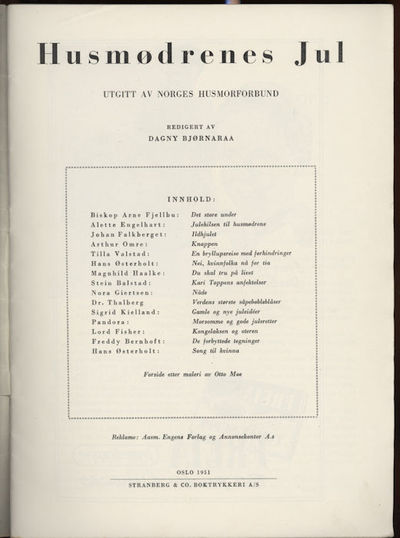 Husmødrenes Jul
UTGITT AV NORGES HUSMORFORBUND
REDIGERT AV
DAGNY BJØRNARAA
INNHOLD:
Biskop Arne Fjellbu: Det store under
Alette Engelhart: Julehilsen til husmødrene
Johan Falkberget: Ildhjulet
Arthur Omre: Knappen
Tilla Valstad: En bryllupsreise med forhindringer
Hans Østerholt: Nei, kvinnfolka nå for tia
Magnhild Haalke: Du skal tru på livet
Stein Balstad: Kari Tappens anfektelser
Nora Giertsen: Nåde
Dr. Thalberg Verdens største såpebobleblåser
Sigrid Kielland: Gamle og nye juleidéer
Pandora: Morsomme og gode juleretter
Lord Fisher: Kongelaksen og oteren
Freddy Bernhoft: De forbyttede tegninger
Hans Østerholt: Song til kvinna
Forside etter maleri av Otto Moe
Reklame: Aasm. Engens Forlag og Annonsekontor A.s
OSLO 1951
STRANBERG & CO. BOKTRYKKERI A/S